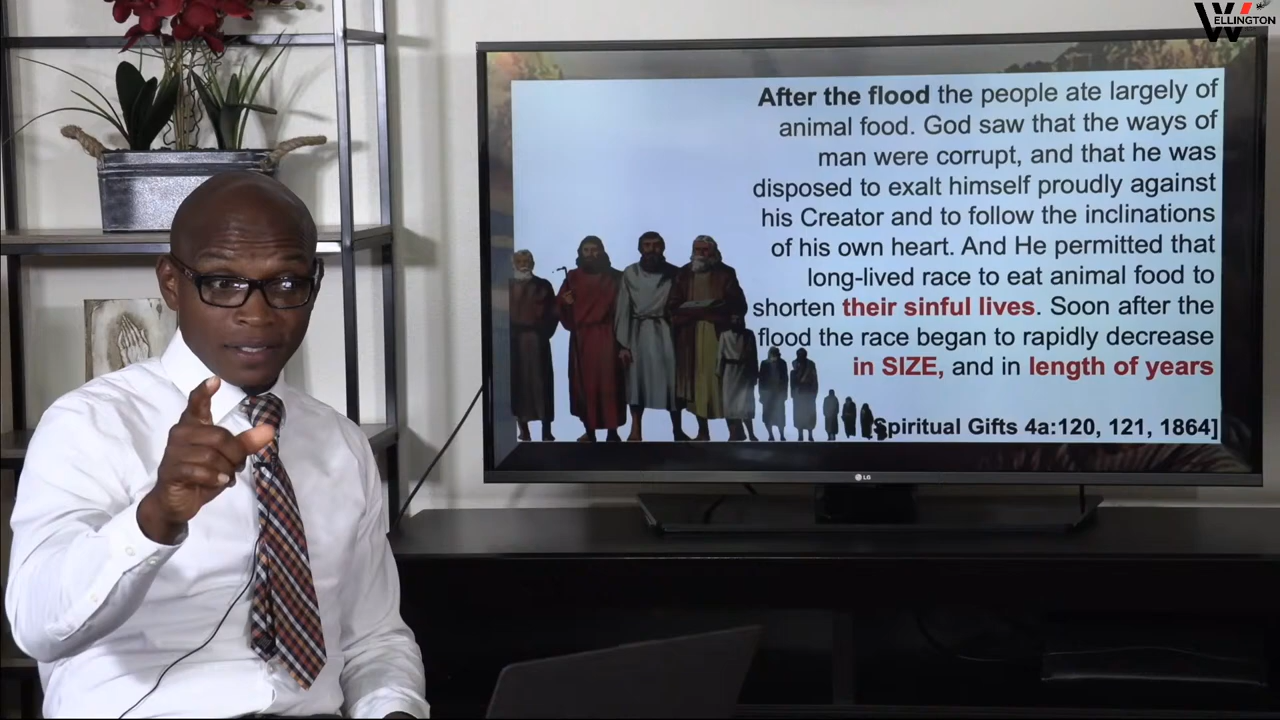 WELLINGTON
After the flood the people ate largely of
animal food. God saw that the ways of
man were corrupt, and that he was
disposed to exalt himself proudly against
his Creator and to follow the inclinations
of his own heart. And He permitted that
long-lived race to eat animal food to
shorten their sinful lives. Soon after the
flood the race began to rapidly decrease
in SIZE, and in length of years
[Spiritual Gifts 4a:120, 121, 1864]
LG